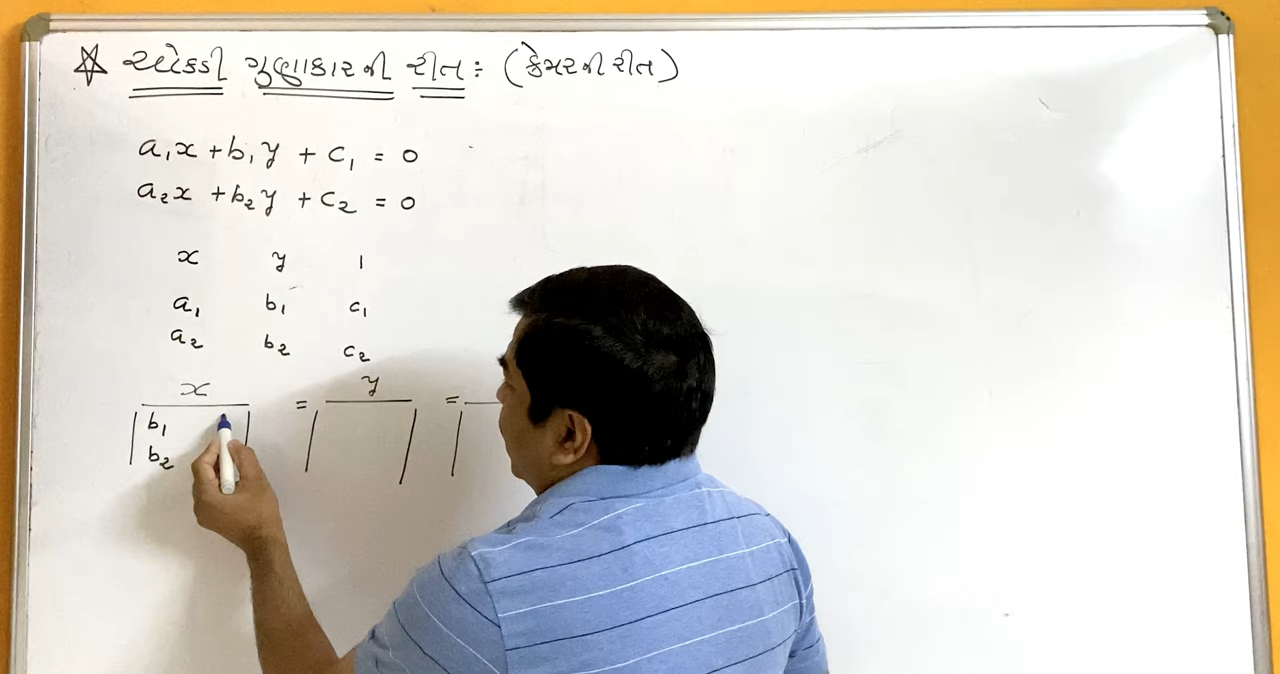 ☆ ચોકડી ગુણાકારની રીત : (ક્રેમરની રીત)
a₁x + b₁y + c₁ = 0
a₂x + b₂y + c₂ = 0
x y 1
a₁ b₁ c₁
a₂ b₂ c₂
x = y =
b₁
b₂